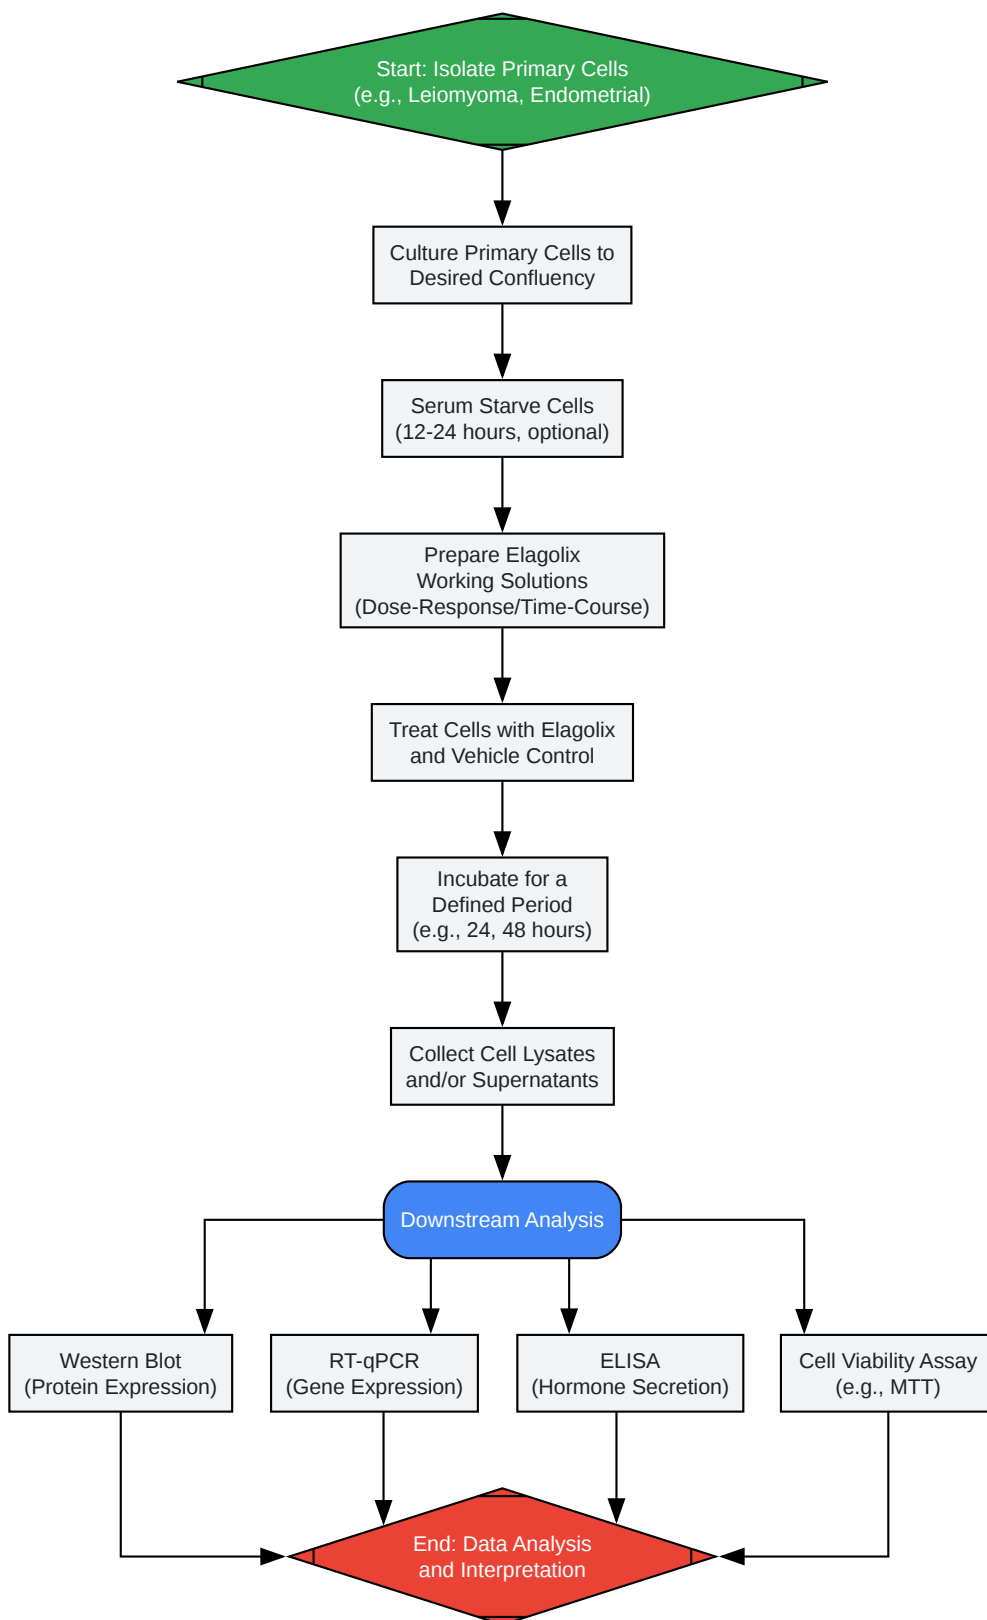 Start: Isolate Primary Cells
(e.g., Leiomyoma, Endometrial)
Culture Primary Cells to
Desired Confluency
Serum Starve Cells
(12-24 hours, optional)
Prepare Elagolix
Working Solutions
(Dose-Response/Time-Course)
Treat Cells with Elagolix
and Vehicle Control
Incubate for a
Defined Period
(e.g., 24, 48 hours)
Collect Cell Lysates
and/or Supernatants
Downstream Analysis
Western Blot
(Protein Expression)
RT-qPCR
(Gene Expression)
ELISA
(Hormone Secretion)
Cell Viability Assay
(e.g., MTT)
End: Data Analysis
and Interpretation